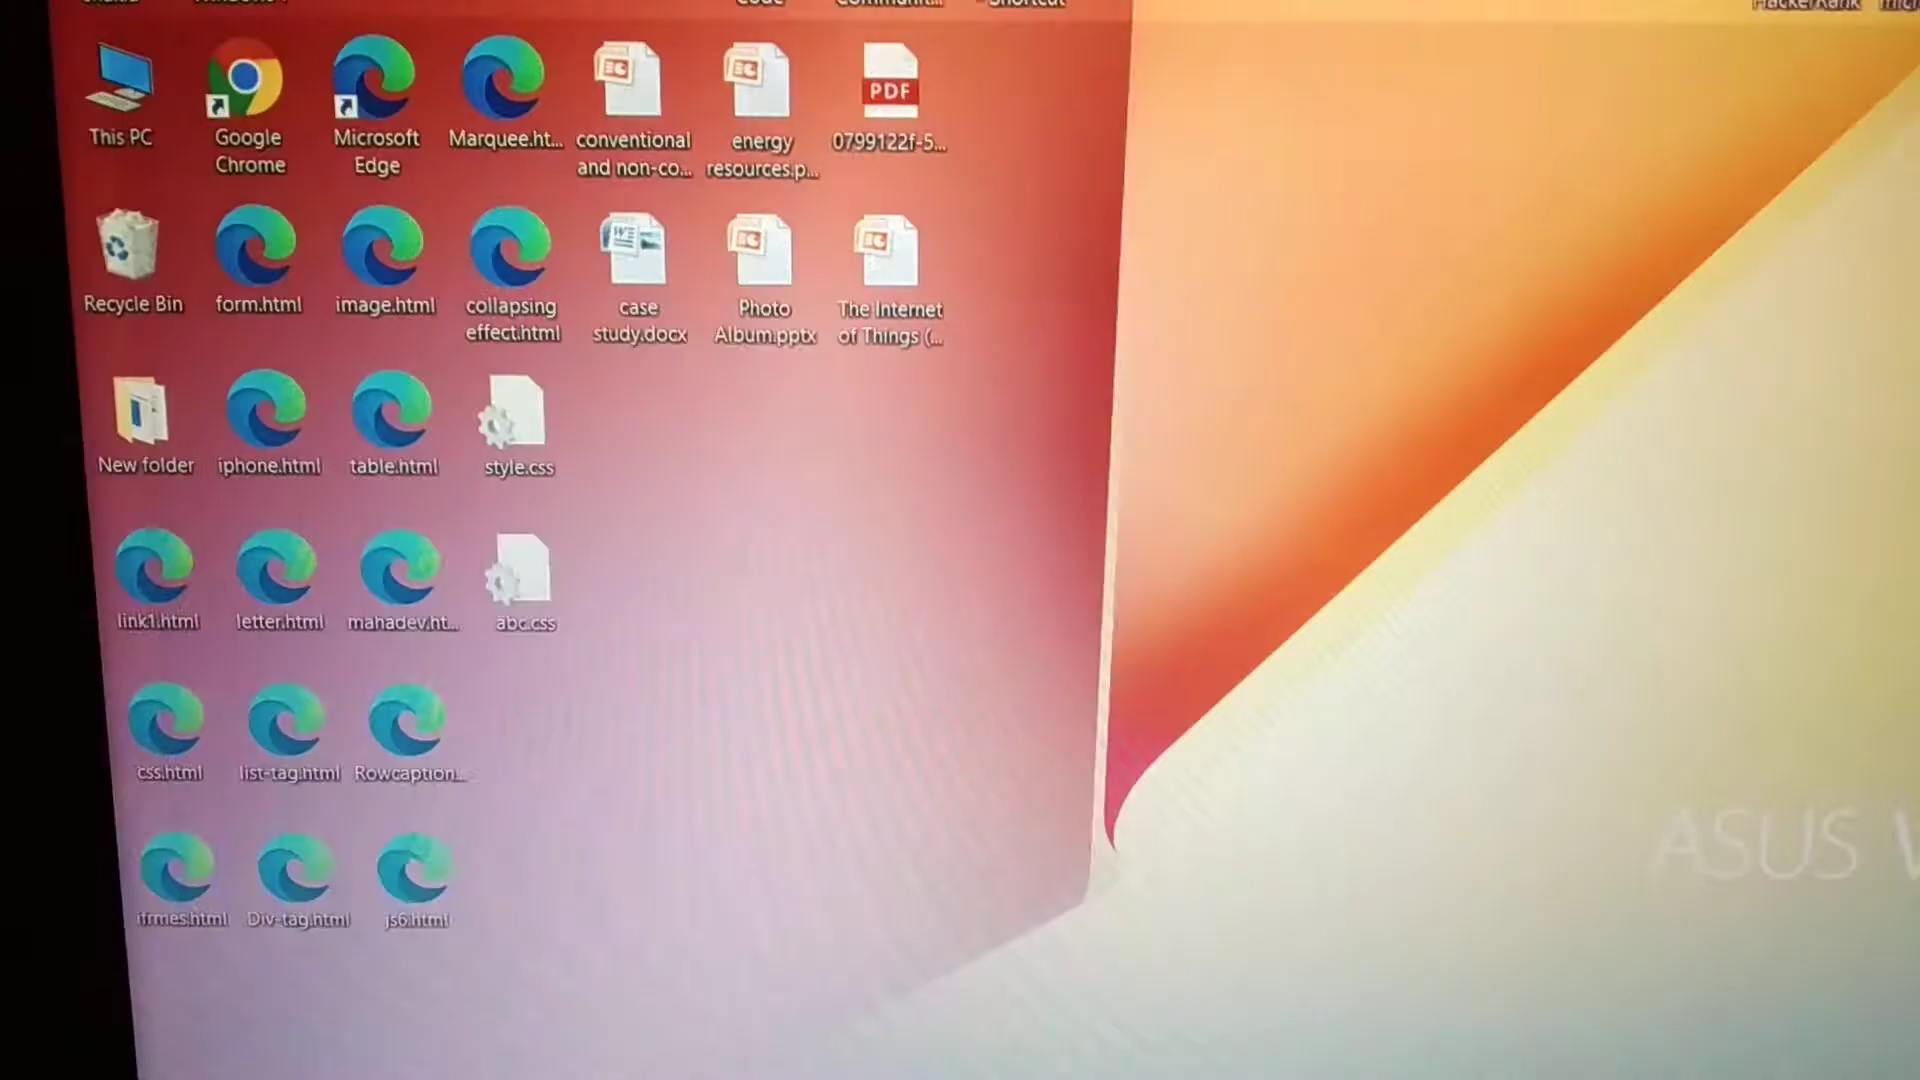 This PC
Google
Chrome
Microsoft
Edge
Marquee.ht...
conventional
and non-co...
energy
resources.p...
PDF
0799122f-5...
Recycle Bin
form.html
image.html
collapsing
effect.html
case
study.docx
Photo
Album.pptx
The Internet
of Things (...
New folder
iphone.html
table.html
style.css
link1.html
letter.html
mahadev.ht...
abc.css
css.html
list-tag.html
Rowcaption...
ifrmes.html
Div-tag.html
js6.html
ASUS